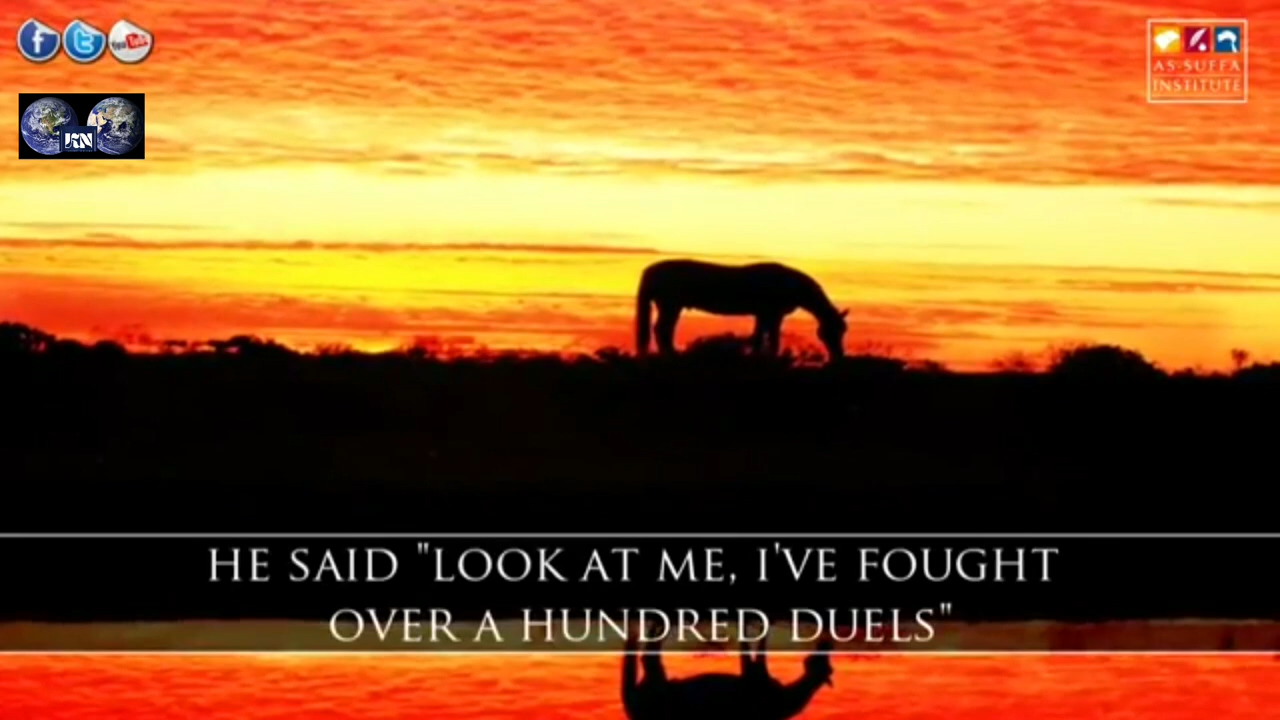 AS-SUFFA
INSTITUTE
HE SAID "LOOK AT ME, I'VE FOUGHT
OVER A HUNDRED DUELS"